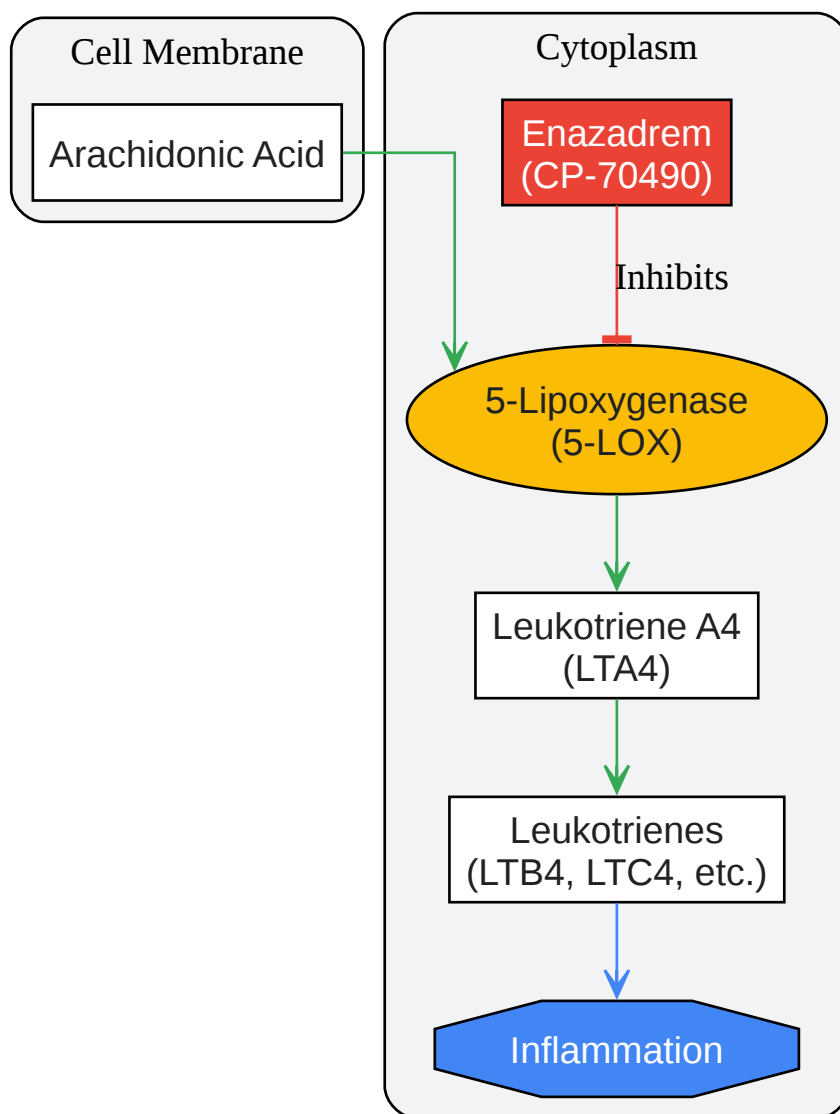 Cell Membrane
Arachidonic Acid
Cytoplasm
Enazadrem
(CP-70490)
Inhibits
5-Lipoxygenase
(5-LOX)
Leukotriene A4
(LTA4)
Leukotrienes
(LTB4, LTC4, etc.)
Inflammation